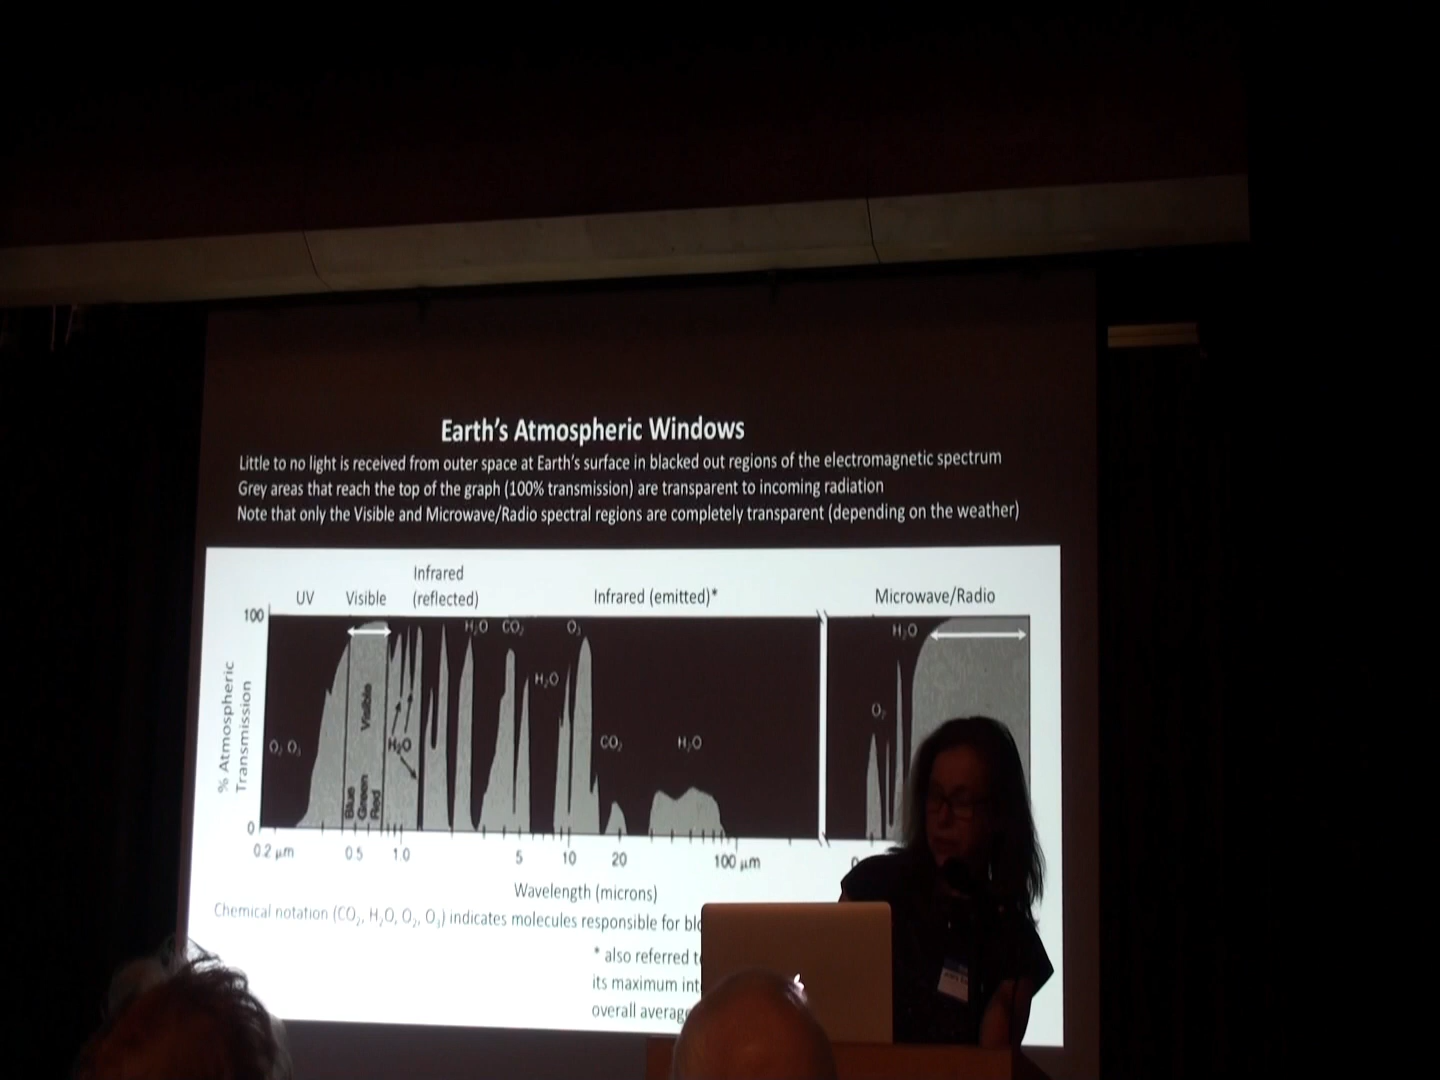 Earth's Atmospheric Windows
Little to no light is received from outer space at Earth's surface in blacked out regions of the electromagnetic spectrum
Grey areas that reach the top of the graph (100% transmission) are transparent to incoming radiation
Note that only the Visible and Microwave/Radio spectral regions are completely transparent (depending on the weather)
Infrared
UV Visible (reflected) Infrared (emitted)* Microwave/Radio
100
H₂O CO₂ O₃ H₂O
% Atmospheric
Transmission
H₂O
Visible
O₂
O₂ O₃ H₂O CO₂ H₂O
Blue
Green
Red
0
0.2 µm 0.5 1.0 5 10 20 100 µm
Wavelength (microns)
Chemical notation (CO₂, H₂O, O₂, O₃) indicates molecules responsible for
* also referred
its maximum
overall